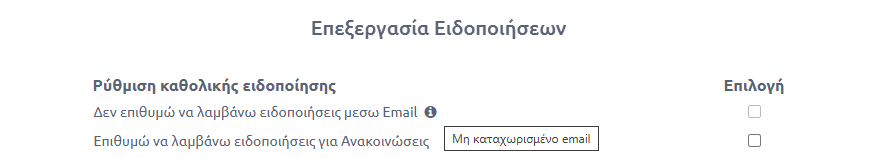 Επεξεργασία Ειδοποιήσεων
Ρύθμιση καθολικής ειδοποίησης Επιλογή
Δεν επιθυμώ να λαμβάνω ειδοποιήσεις μεσω Email
Επιθυμώ να λαμβάνω ειδοποιήσεις για Ανακοινώσεις Μη καταχωρισμένο email